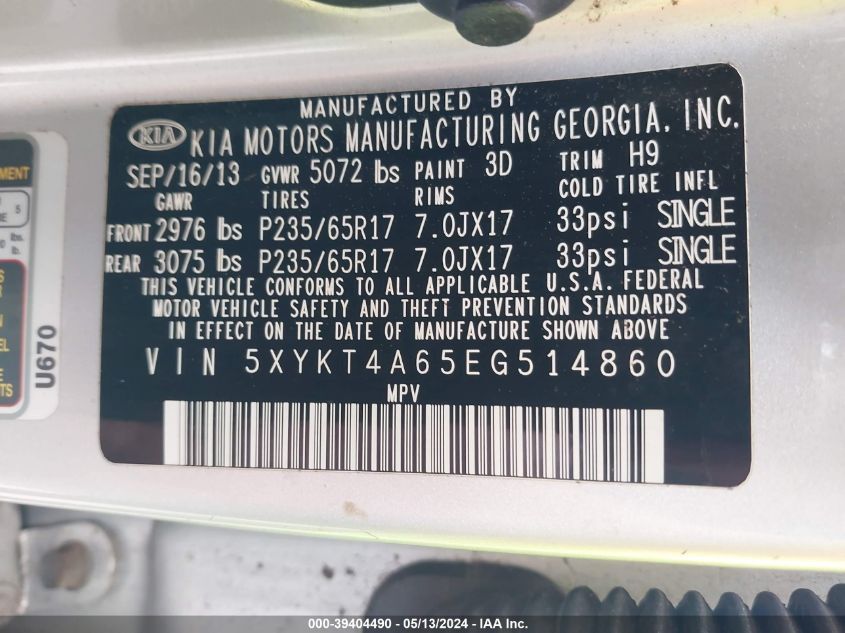 MANUFACTURED BY
KIA KIA MOTORS MANUFACTURING GEORGIA, INC.
SEP/16/13 GVWR 5072 lbs PAINT 3D TRIM H9
GAWR TIRES RIMS COLD TIRE INFL
FRONT 2976 lbs P235/65R17 7.0JX17 33psi SINGLE
REAR 3075 lbs P235/65R17 7.0JX17 33psi SINGLE
THIS VEHICLE CONFORMS TO ALL APPLICABLE U.S.A. FEDERAL
MOTOR VEHICLE SAFETY AND THEFT PREVENTION STANDARDS
IN EFFECT ON THE DATE OF MANUFACTURE SHOWN ABOVE
VIN 5XYKT4A65EG514860
MPV
U670
5
lbs.
000-39404490 - 05/13/2024 - IAA Inc.